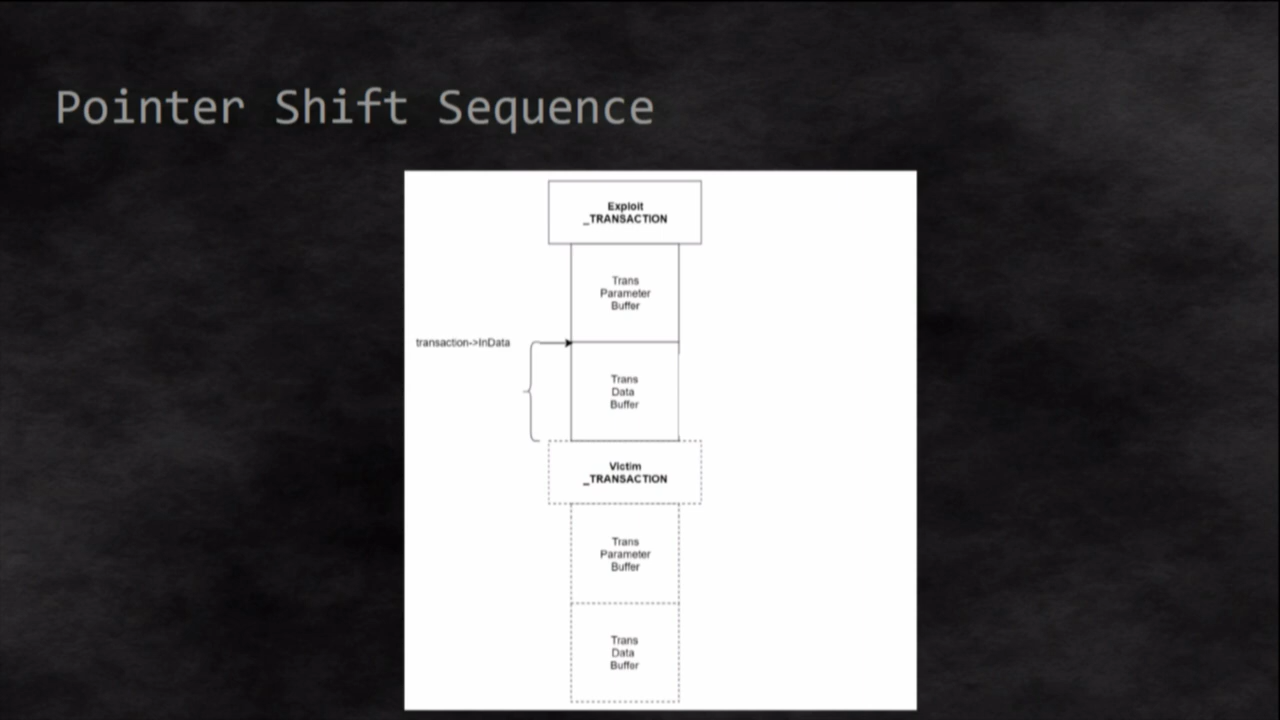 Pointer Shift Sequence
Exploit
_TRANSACTION
Trans
Parameter
Buffer
transaction->InData
Trans
Data
Buffer
Victim
_TRANSACTION
Trans
Parameter
Buffer
Trans
Data
Buffer